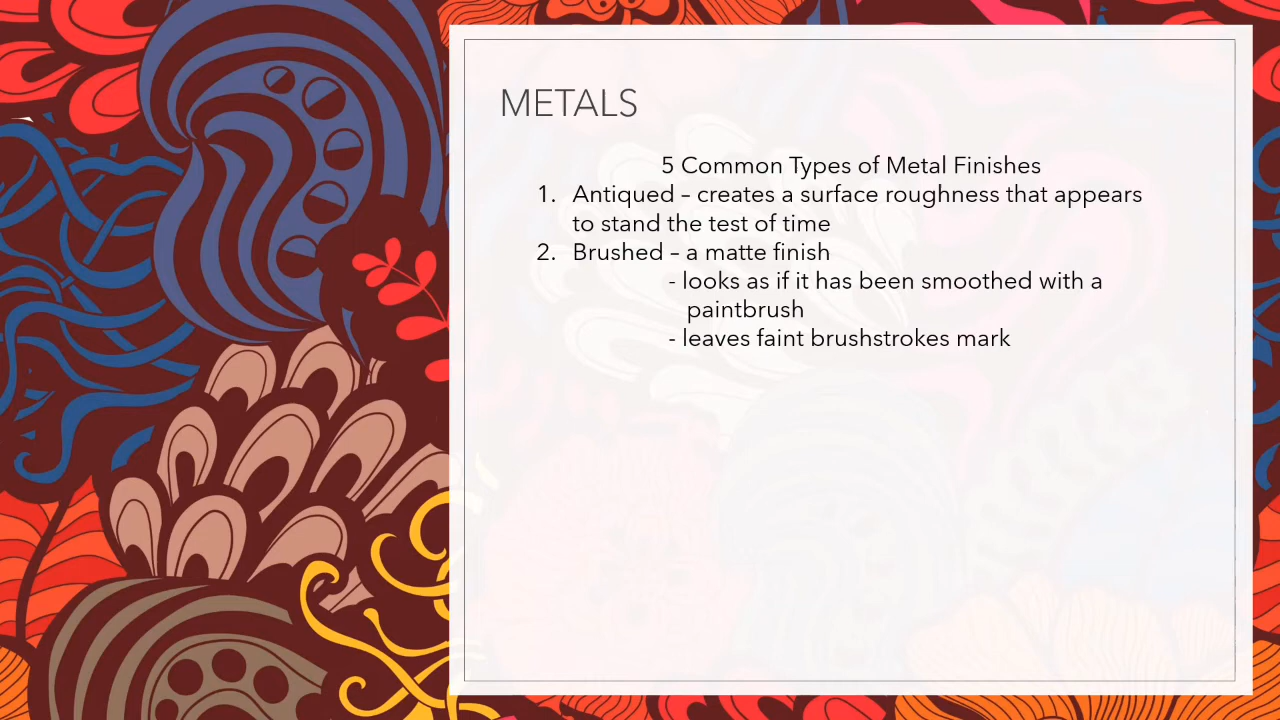 METALS
5 Common Types of Metal Finishes
1. Antiqued – creates a surface roughness that appears
to stand the test of time
2. Brushed – a matte finish
- looks as if it has been smoothed with a
paintbrush
- leaves faint brushstrokes mark